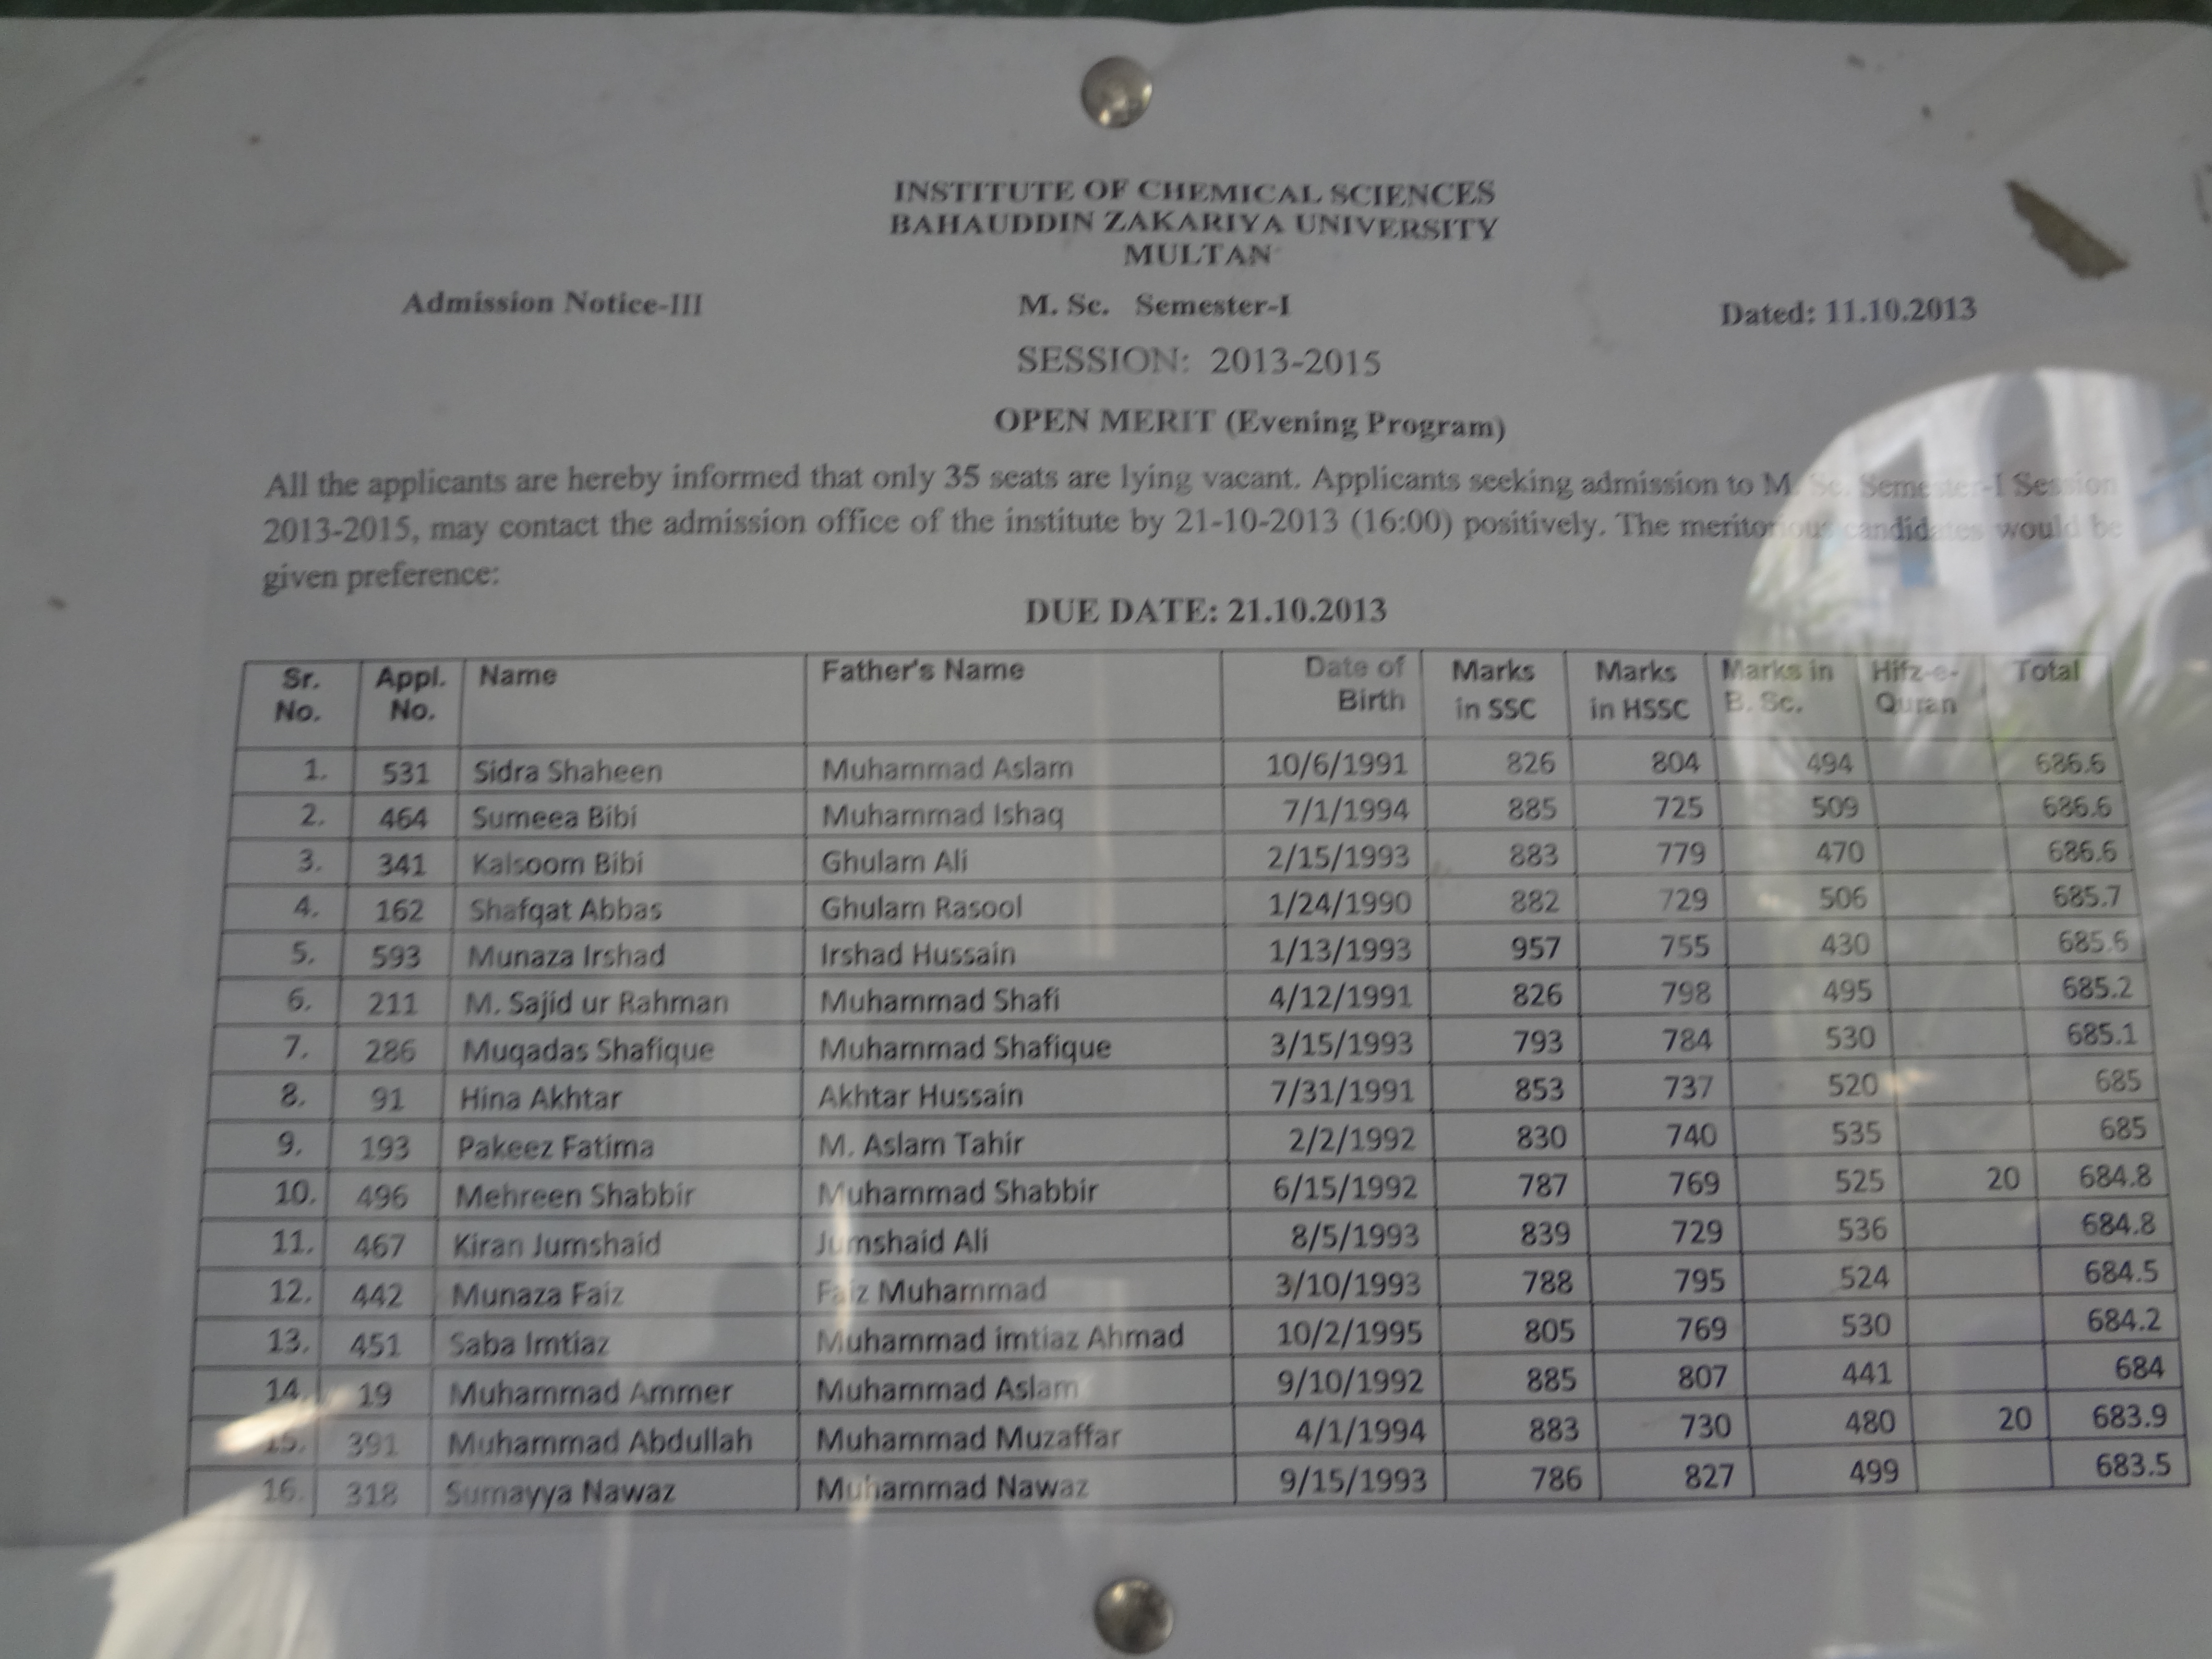 INSTITUTE OF CHEMICAL SCIENCES
BAHAUDDIN ZAKARIYA UNIVERSITY
MULTAN
Admission Notice-III M. Sc. Semester-I Dated: 11.10.2013
SESSION: 2013-2015
OPEN MERIT (Evening Program)
All the applicants are hereby informed that only 35 seats are lying vacant. Applicants seeking admission to M. Sc. Semester-I Session
2013-2015, may contact the admission office of the institute by 21-10-2013 (16:00) positively. The meritorious candidates would be
given preference:
DUE DATE: 21.10.2013
Sr. No. Appl. No. Name Father's Name Date of Birth Marks in SSC Marks in HSSC Marks in B. Sc. Hifz-e-Quran Total
1. 531 Sidra Shaheen Muhammad Aslam 10/6/1991 826 804 494 686.6
2. 464 Sumeea Bibi Muhammad Ishaq 7/1/1994 885 725 509 686.6
3. 341 Kalsoom Bibi Ghulam Ali 2/15/1993 883 779 470 686.6
4. 162 Shafqat Abbas Ghulam Rasool 1/24/1990 882 729 506 685.7
5. 593 Munaza Irshad Irshad Hussain 1/13/1993 957 755 430 685.6
6. 211 M. Sajid ur Rahman Muhammad Shafi 4/12/1991 826 798 495 685.2
7. 286 Muqadas Shafique Muhammad Shafique 3/15/1993 793 784 530 685.1
8. 91 Hina Akhtar Akhtar Hussain 7/31/1991 853 737 520 685
9. 193 Pakeez Fatima M. Aslam Tahir 2/2/1992 830 740 535 685
10. 496 Mehreen Shabbir Muhammad Shabbir 6/15/1992 787 769 525 20 684.8
11. 467 Kiran Jumshaid Jumshaid Ali 8/5/1993 839 729 536 684.8
12. 442 Munaza Faiz Faiz Muhammad 3/10/1993 788 795 524 684.5
13. 451 Saba Imtiaz Muhammad imtiaz Ahmad 10/2/1995 805 769 530 684.2
14. 19 Muhammad Ammer Muhammad Aslam 9/10/1992 885 807 441 684
15. 391 Muhammad Abdullah Muhammad Muzaffar 4/1/1994 883 730 480 20 683.9
16. 318 Sumayya Nawaz Muhammad Nawaz 9/15/1993 786 827 499 683.5